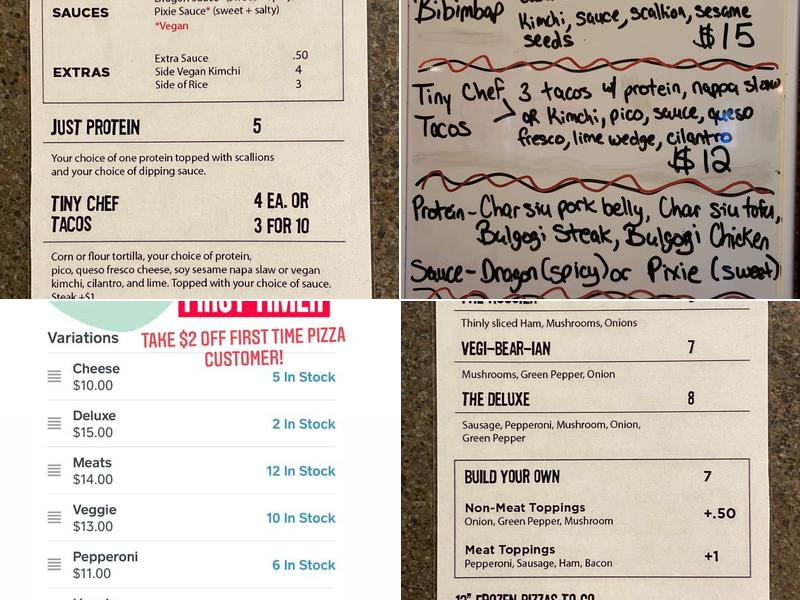 SAUCES
Pixie Sauce* (sweet + salty)
*Vegan
EXTRAS
Extra Sauce .50
Side Vegan Kimchi 4
Side of Rice 3
JUST PROTEIN 5
Your choice of one protein topped with scallions
and your choice of dipping sauce.
TINY CHEF 4 EA. OR
TACOS 3 FOR 10
Corn or flour tortilla, your choice of protein,
pico, queso fresco cheese, soy sesame napa slaw or vegan
kimchi, cilantro, and lime. Topped with your choice of sauce.
Steak +$1
Bibimbap
Kimchi, sauce, scallion, sesame
seeds $15
Tiny Chef 3 tacos w/ protein, nappa slaw
Tacos > or Kimchi, pico, sauce, queso
fresco, lime wedge, cilantro
$12
Protein - Char siu pork belly, Char siu tofu,
Bulgogi Steak, Bulgogi Chicken
Sauce - Dragon (spicy) or Pixie (sweet)
FIRST TIMER
Variations
TAKE $2 OFF FIRST TIME PIZZA
CUSTOMER!
Cheese
$10.00 5 In Stock
Deluxe
$15.00 2 In Stock
Meats
$14.00 12 In Stock
Veggie
$13.00 10 In Stock
Pepperoni
$11.00 6 In Stock
Thinly sliced Ham, Mushrooms, Onions
VEGI-BEAR-IAN 7
Mushrooms, Green Pepper, Onion
THE DELUXE 8
Sausage, Pepperoni, Mushroom, Onion,
Green Pepper
BUILD YOUR OWN 7
Non-Meat Toppings +.50
Onion, Green Pepper, Mushroom
Meat Toppings +1
Pepperoni, Sausage, Ham, Bacon
12" FROZEN PIZZAS TO GO